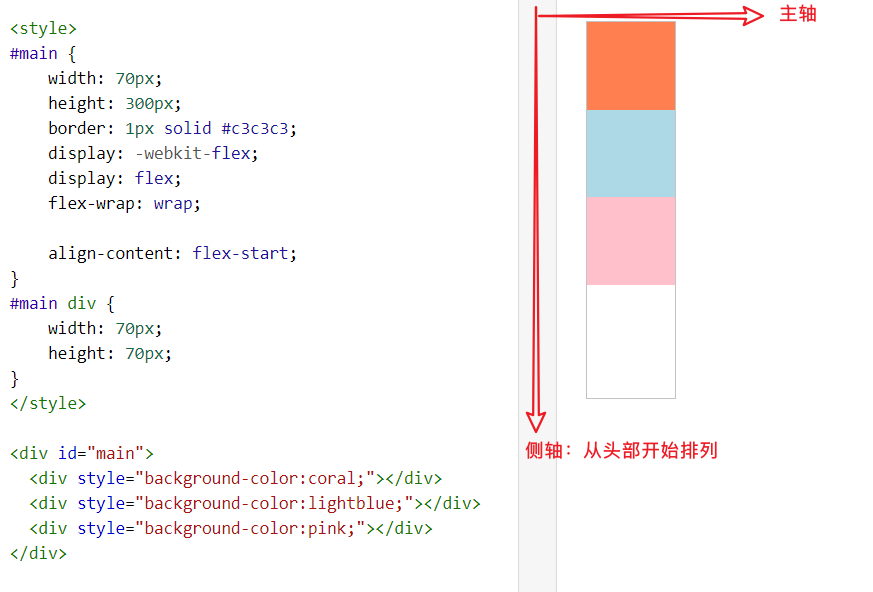 <style>
#main {
    width: 70px;
    height: 300px;
    border: 1px solid #c3c3c3;
    display: -webkit-flex;
    display: flex;
    flex-wrap: wrap;

    align-content: flex-start;
}
#main div {
    width: 70px;
    height: 70px;
}
</style>

<div id="main">
  <div style="background-color:coral;"></div>
  <div style="background-color:lightblue;"></div>
  <div style="background-color:pink;"></div>
</div>
主轴
侧轴：从头部开始排列